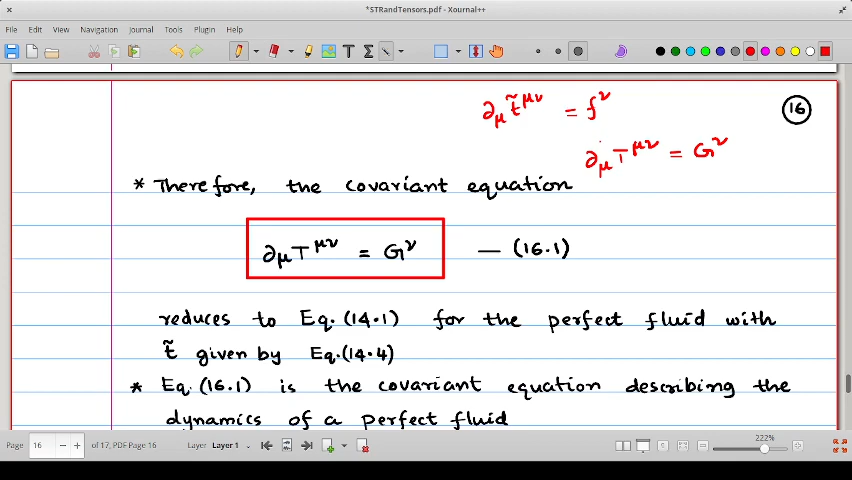 *STRandTensors.pdf - Xournal++
File Edit View Navigation Journal Tools Plugin Help
∂_μ t̃^{μν} = f^ν
16
∂_μ T^{μν} = G^ν
* Therefore, the covariant equation
∂_μ T^{μν} = G^ν — (16.1)
reduces to Eq. (14.1) for the perfect fluid with
t̃ given by Eq. (14.4)
* Eq. (16.1) is the covariant equation describing the
dynamics of a perfect fluid
Page 16 of 17, PDF Page 16 Layer Layer 1 222%